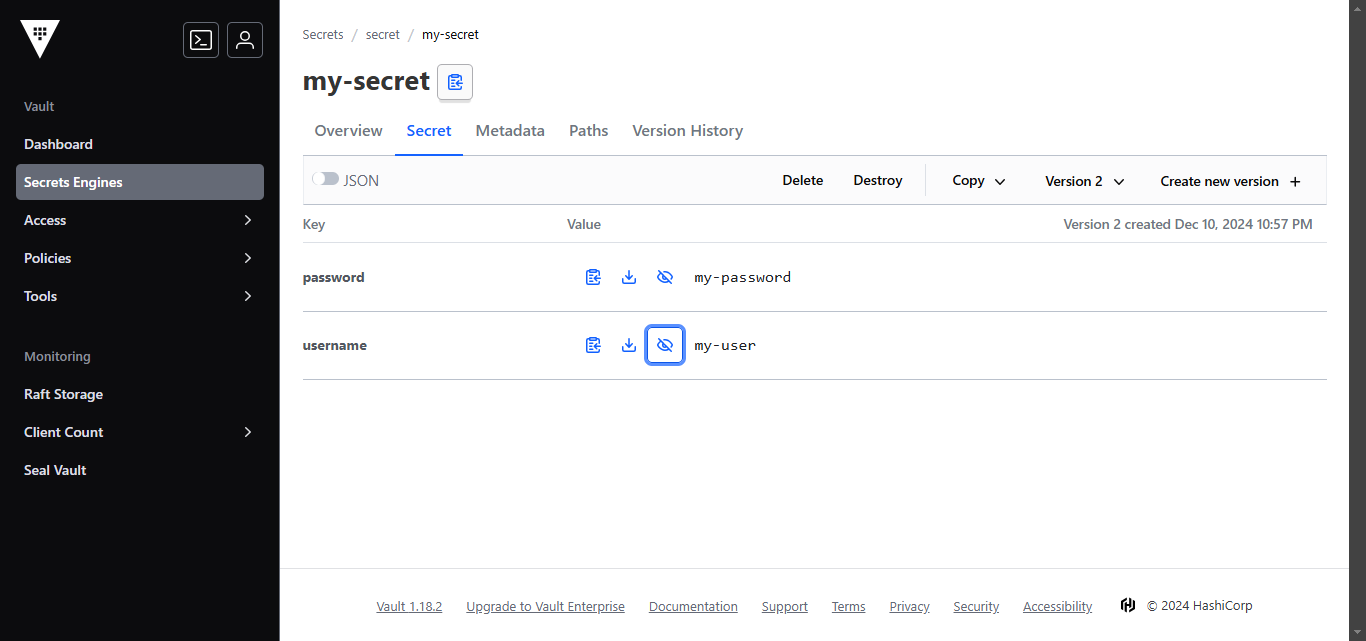 Vault
Dashboard
Secrets Engines
Access
Policies
Tools
Monitoring
Raft Storage
Client Count
Seal Vault
Secrets / secret / my-secret
my-secret
Overview Secret Metadata Paths Version History
JSON Delete Destroy Copy Version 2 Create new version +
Key Value Version 2 created Dec 10, 2024 10:57 PM
password my-password
username my-user
Vault 1.18.2 Upgrade to Vault Enterprise Documentation Support Terms Privacy Security Accessibility © 2024 HashiCorp